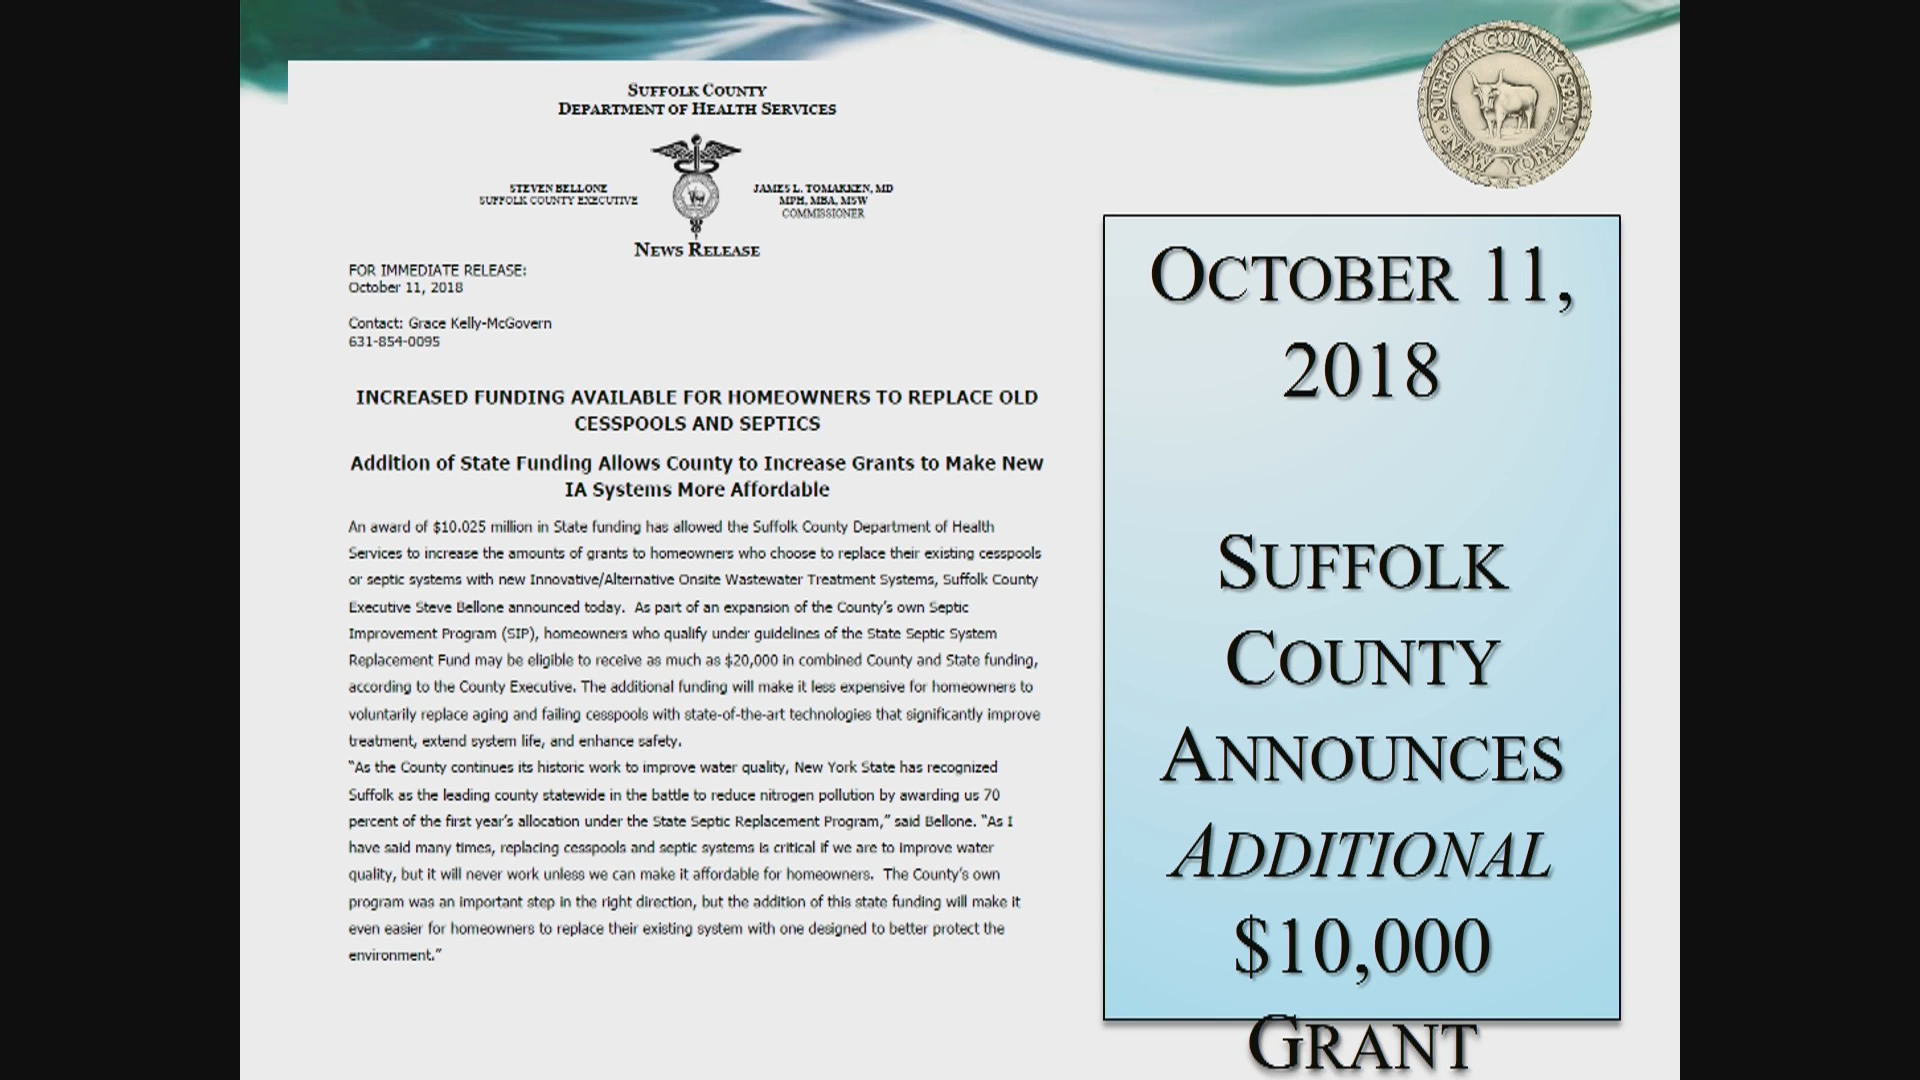 SUFFOLK COUNTY
DEPARTMENT OF HEALTH SERVICES
STEVEN BELLONE
SUFFOLK COUNTY EXECUTIVE
JAMES L. TOMARKEN, MD
MPH, MBA, MSW
COMMISSIONER
NEWS RELEASE
FOR IMMEDIATE RELEASE:
October 11, 2018
Contact: Grace Kelly-McGovern
631-854-0095
INCREASED FUNDING AVAILABLE FOR HOMEOWNERS TO REPLACE OLD
CESSPOOLS AND SEPTICS
Addition of State Funding Allows County to Increase Grants to Make New
IA Systems More Affordable
An award of $10.025 million in State funding has allowed the Suffolk County Department of Health
Services to increase the amounts of grants to homeowners who choose to replace their existing cesspools
or septic systems with new Innovative/Alternative Onsite Wastewater Treatment Systems, Suffolk County
Executive Steve Bellone announced today.  As part of an expansion of the County's own Septic
Improvement Program (SIP), homeowners who qualify under guidelines of the State Septic System
Replacement Fund may be eligible to receive as much as $20,000 in combined County and State funding,
according to the County Executive. The additional funding will make it less expensive for homeowners to
voluntarily replace aging and failing cesspools with state-of-the-art technologies that significantly improve
treatment, extend system life, and enhance safety.
"As the County continues its historic work to improve water quality, New York State has recognized
Suffolk as the leading county statewide in the battle to reduce nitrogen pollution by awarding us 70
percent of the first year's allocation under the State Septic Replacement Program," said Bellone. "As I
have said many times, replacing cesspools and septic systems is critical if we are to improve water
quality, but it will never work unless we can make it affordable for homeowners.  The County's own
program was an important step in the right direction, but the addition of this state funding will make it
even easier for homeowners to replace their existing system with one designed to better protect the
environment."
SUFFOLK COUNTY SEAL
NEW YORK
OCTOBER 11,
2018
SUFFOLK
COUNTY
ANNOUNCES
ADDITIONAL
$10,000
GRANT